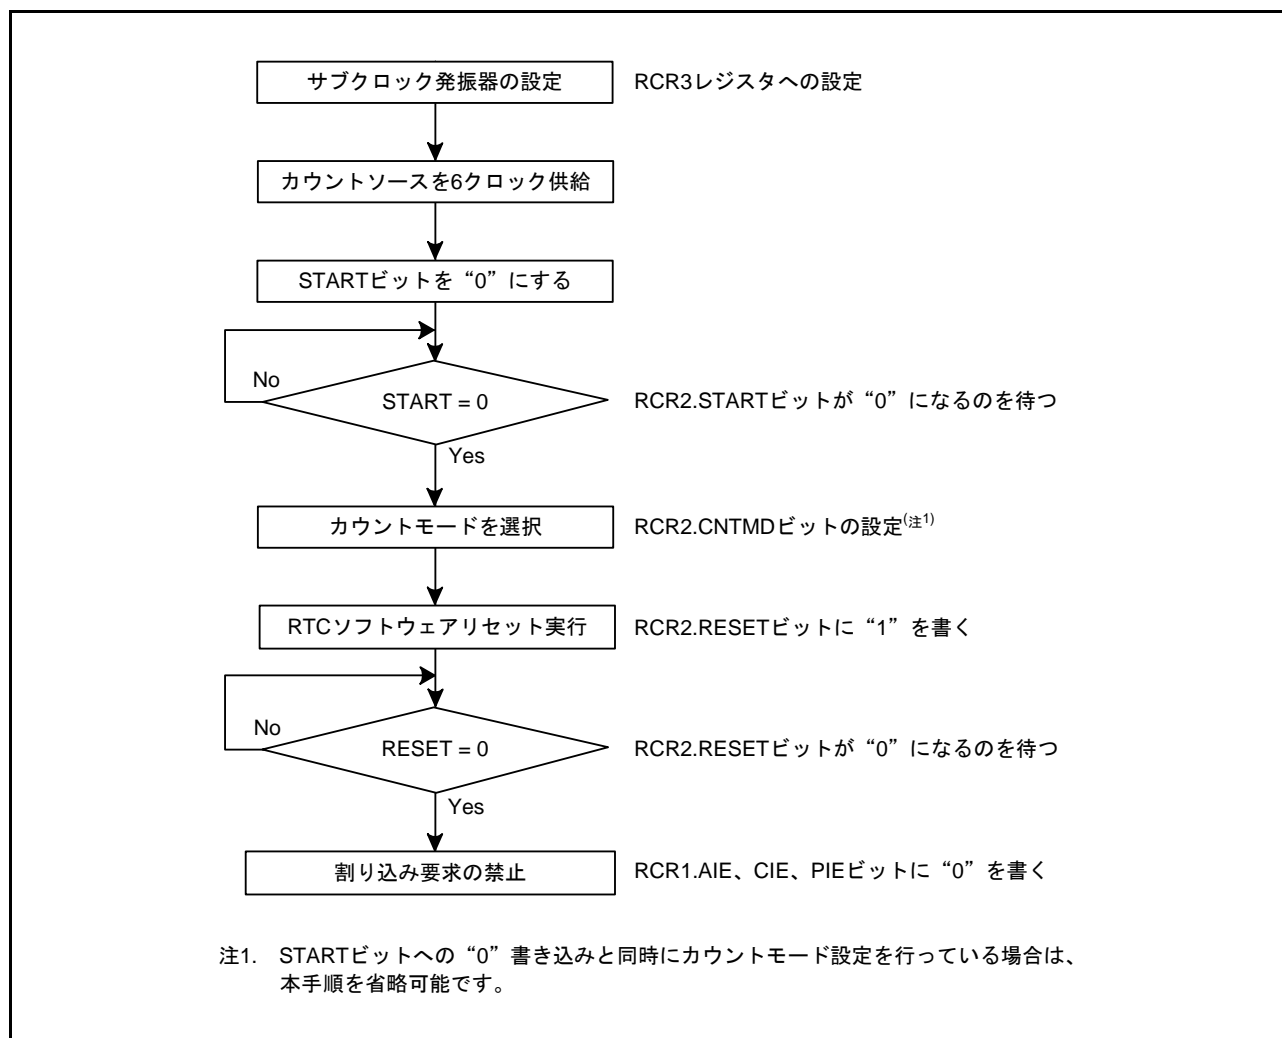 サブクロック発振器の設定 RCR3レジスタへの設定
カウントソースを6クロック供給
STARTビットを“0”にする
No
START = 0 RCR2.STARTビットが“0”になるのを待つ
Yes
カウントモードを選択 RCR2.CNTMDビットの設定(注1)
RTCソフトウェアリセット実行 RCR2.RESETビットに“1”を書く
No
RESET = 0 RCR2.RESETビットが“0”になるのを待つ
Yes
割り込み要求の禁止 RCR1.AIE、CIE、PIEビットに“0”を書く
注1. STARTビットへの“0”書き込みと同時にカウントモード設定を行っている場合は、
本手順を省略可能です。